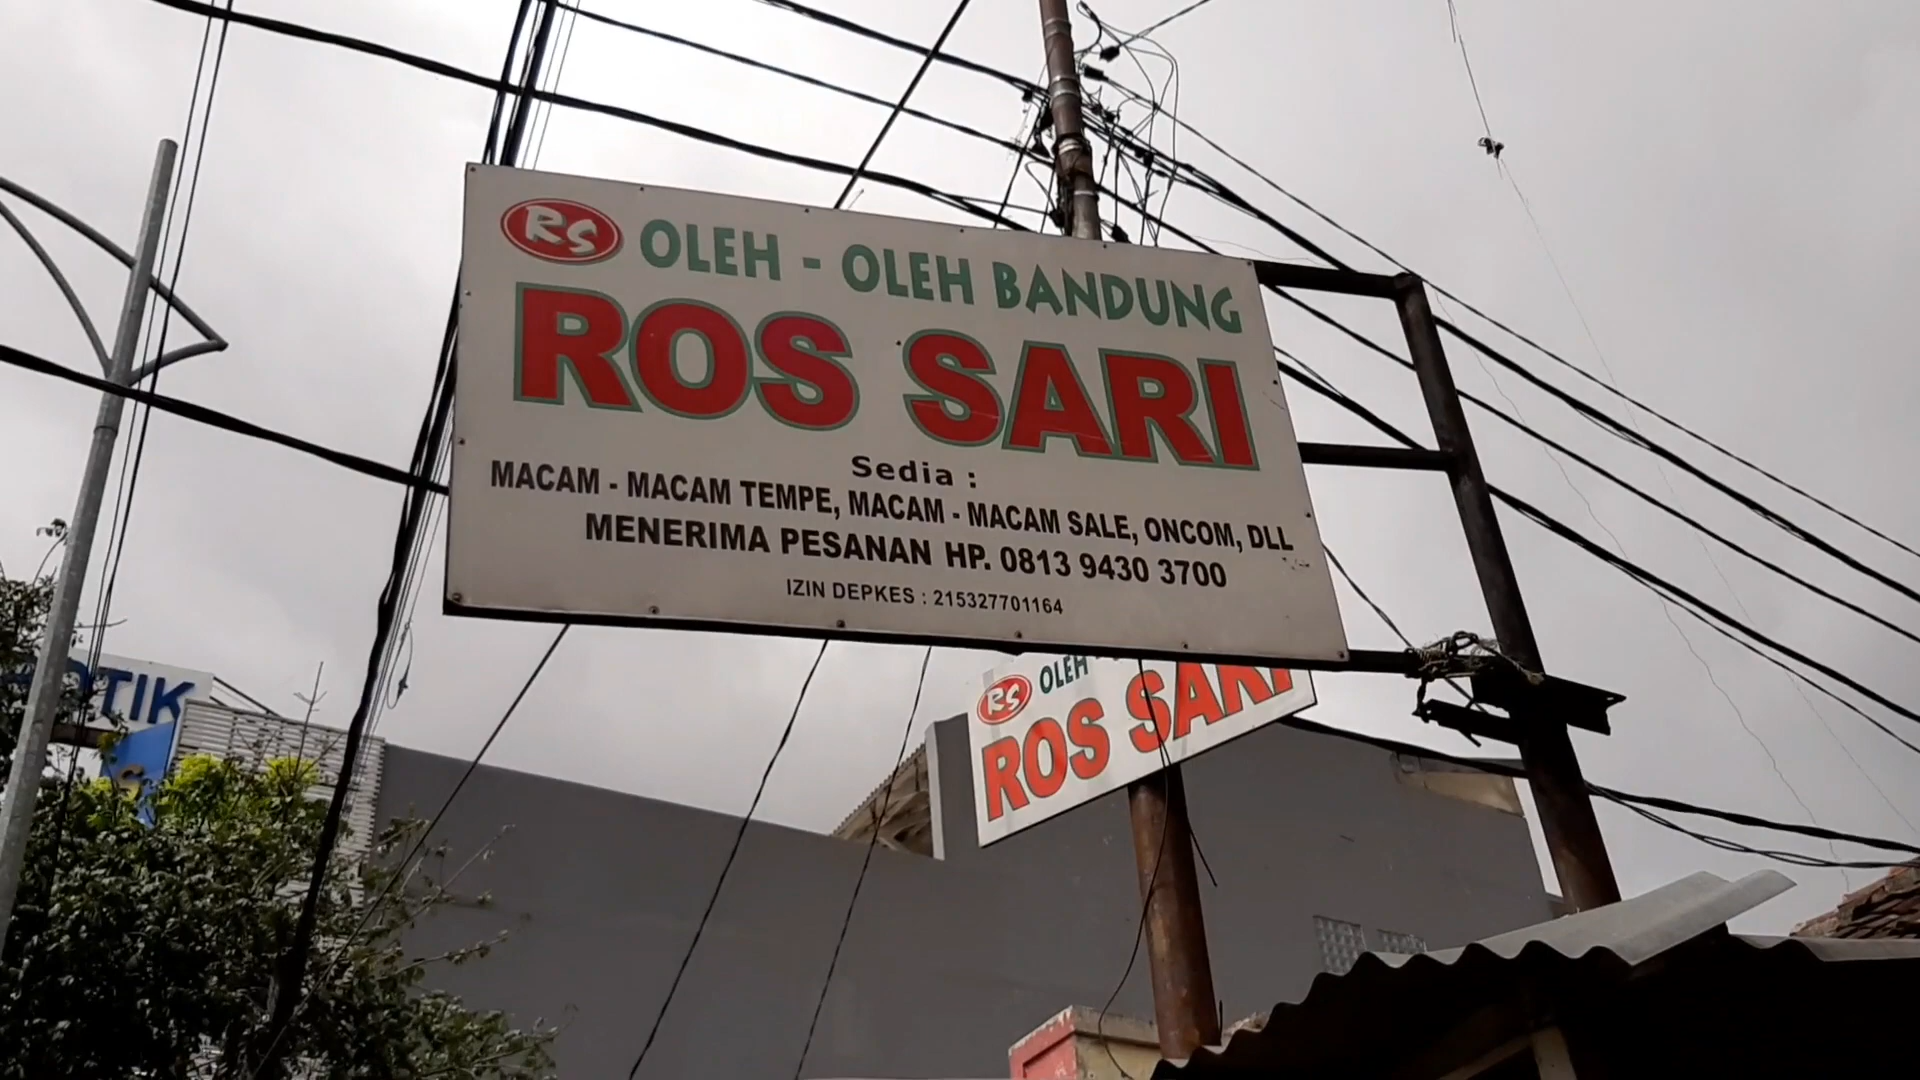 RS OLEH - OLEH BANDUNG
ROS SARI
Sedia :
MACAM - MACAM TEMPE, MACAM - MACAM SALE, ONCOM, DLL
MENERIMA PESANAN HP. 0813 9430 3700
IZIN DEPKES : 215327701164
RS OLEH
ROS SARI